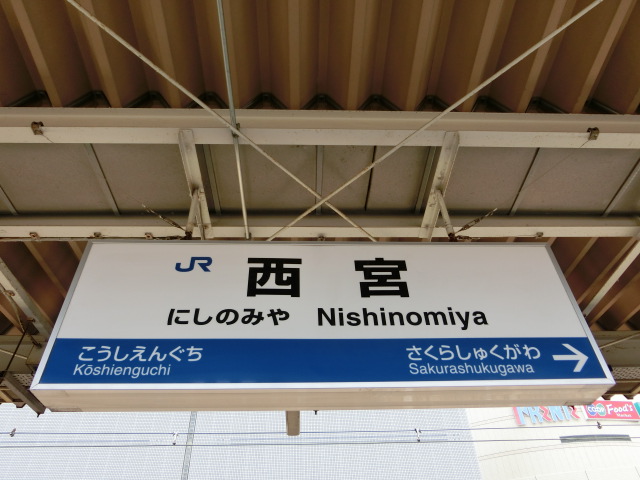 JR 西宮
にしのみや Nishinomiya
こうしえんぐち さくらしゅくがわ
Kōshienguchi Sakurashukugawa
Food's